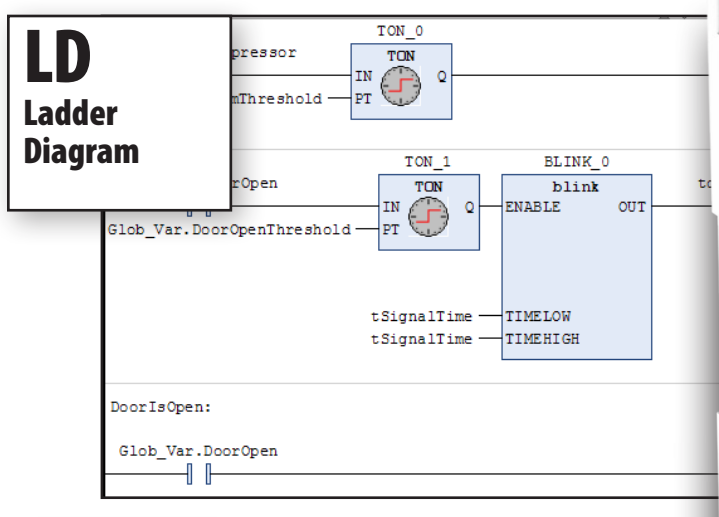 LD
Ladder
Diagram
TON_0
pressor
TON
IN
Q
mThreshold
PT
TON_1
BLINK_0
rOpen
TON
blink
IN
Q
ENABLE
OUT
Glob_Var.DoorOpenThreshold
PT
tSignalTime
TIMELOW
tSignalTime
TIMEHIGH
DoorIsOpen:
Glob_Var.DoorOpen